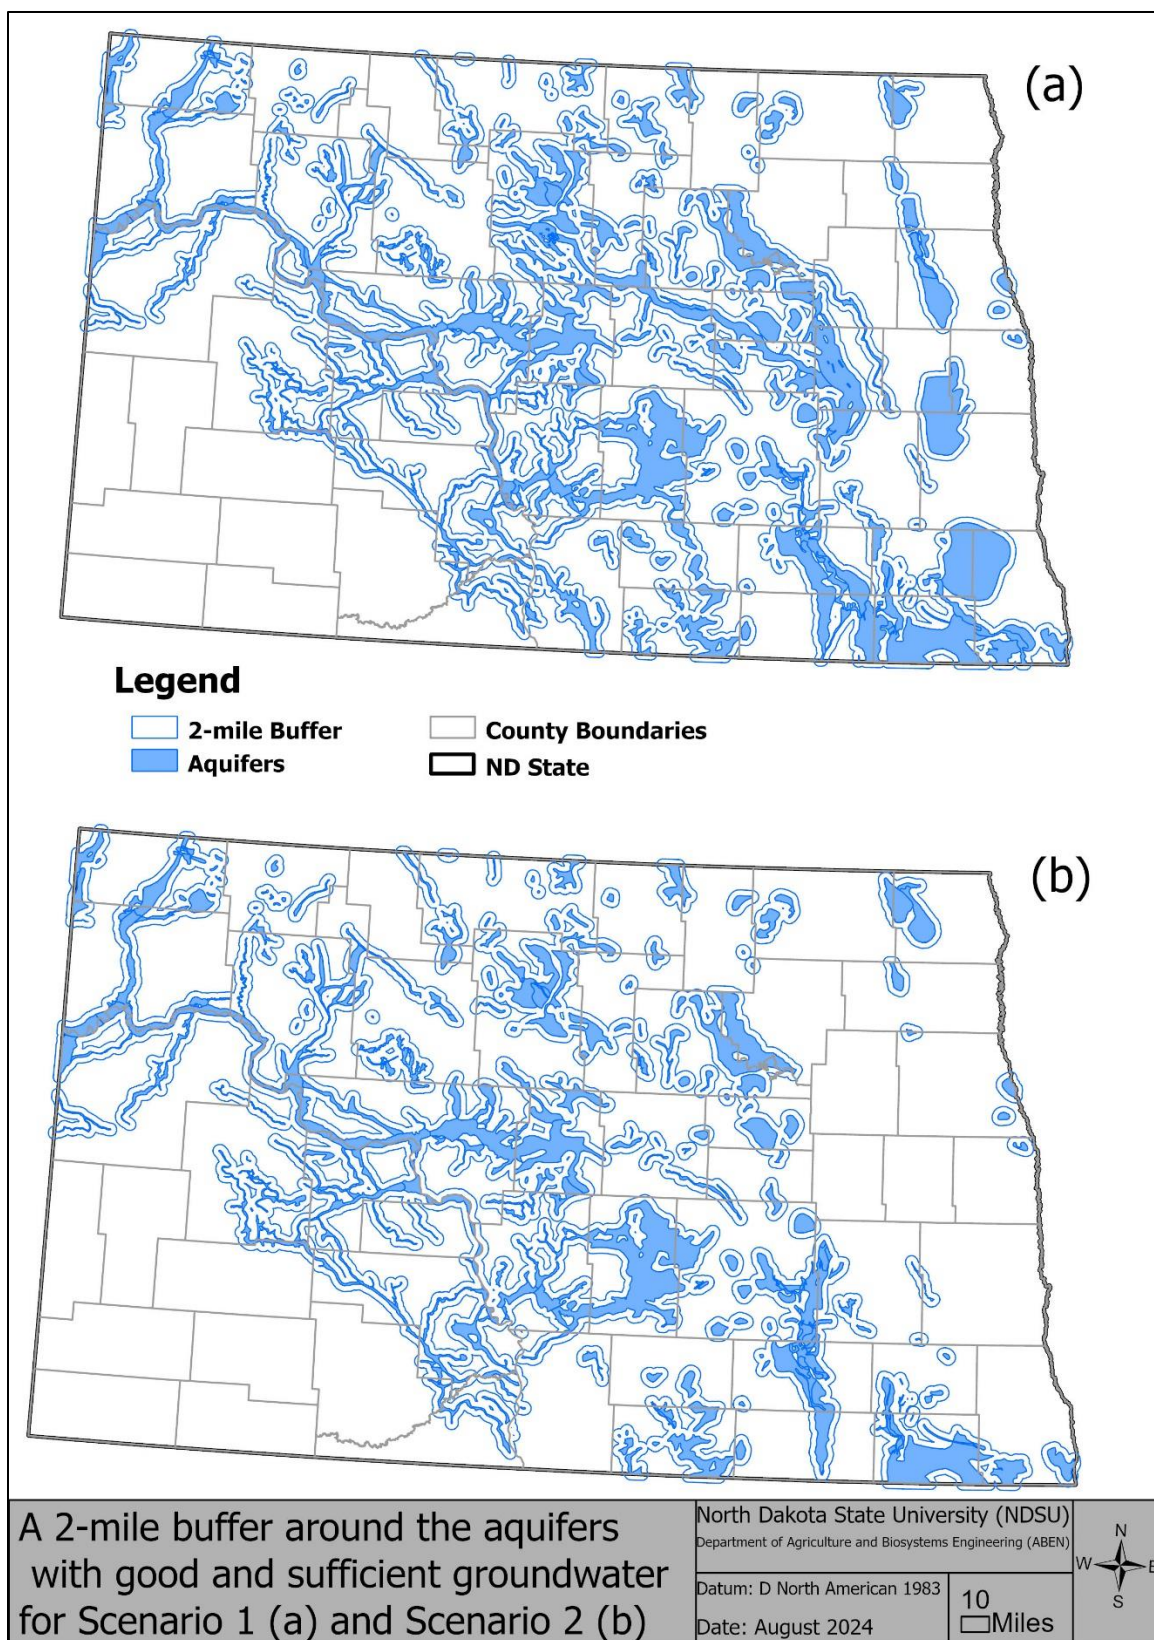 (a)
Legend
2-mile Buffer
County Boundaries
Aquifers
ND State
(b)
A 2-mile buffer around the aquifers
with good and sufficient groundwater
for Scenario 1 (a) and Scenario 2 (b)
North Dakota State University (NDSU)
Department of Agriculture and Biosystems Engineering (ABEN)
Datum: D North American 1983
Date: August 2024
10
Miles
N
W
E
S